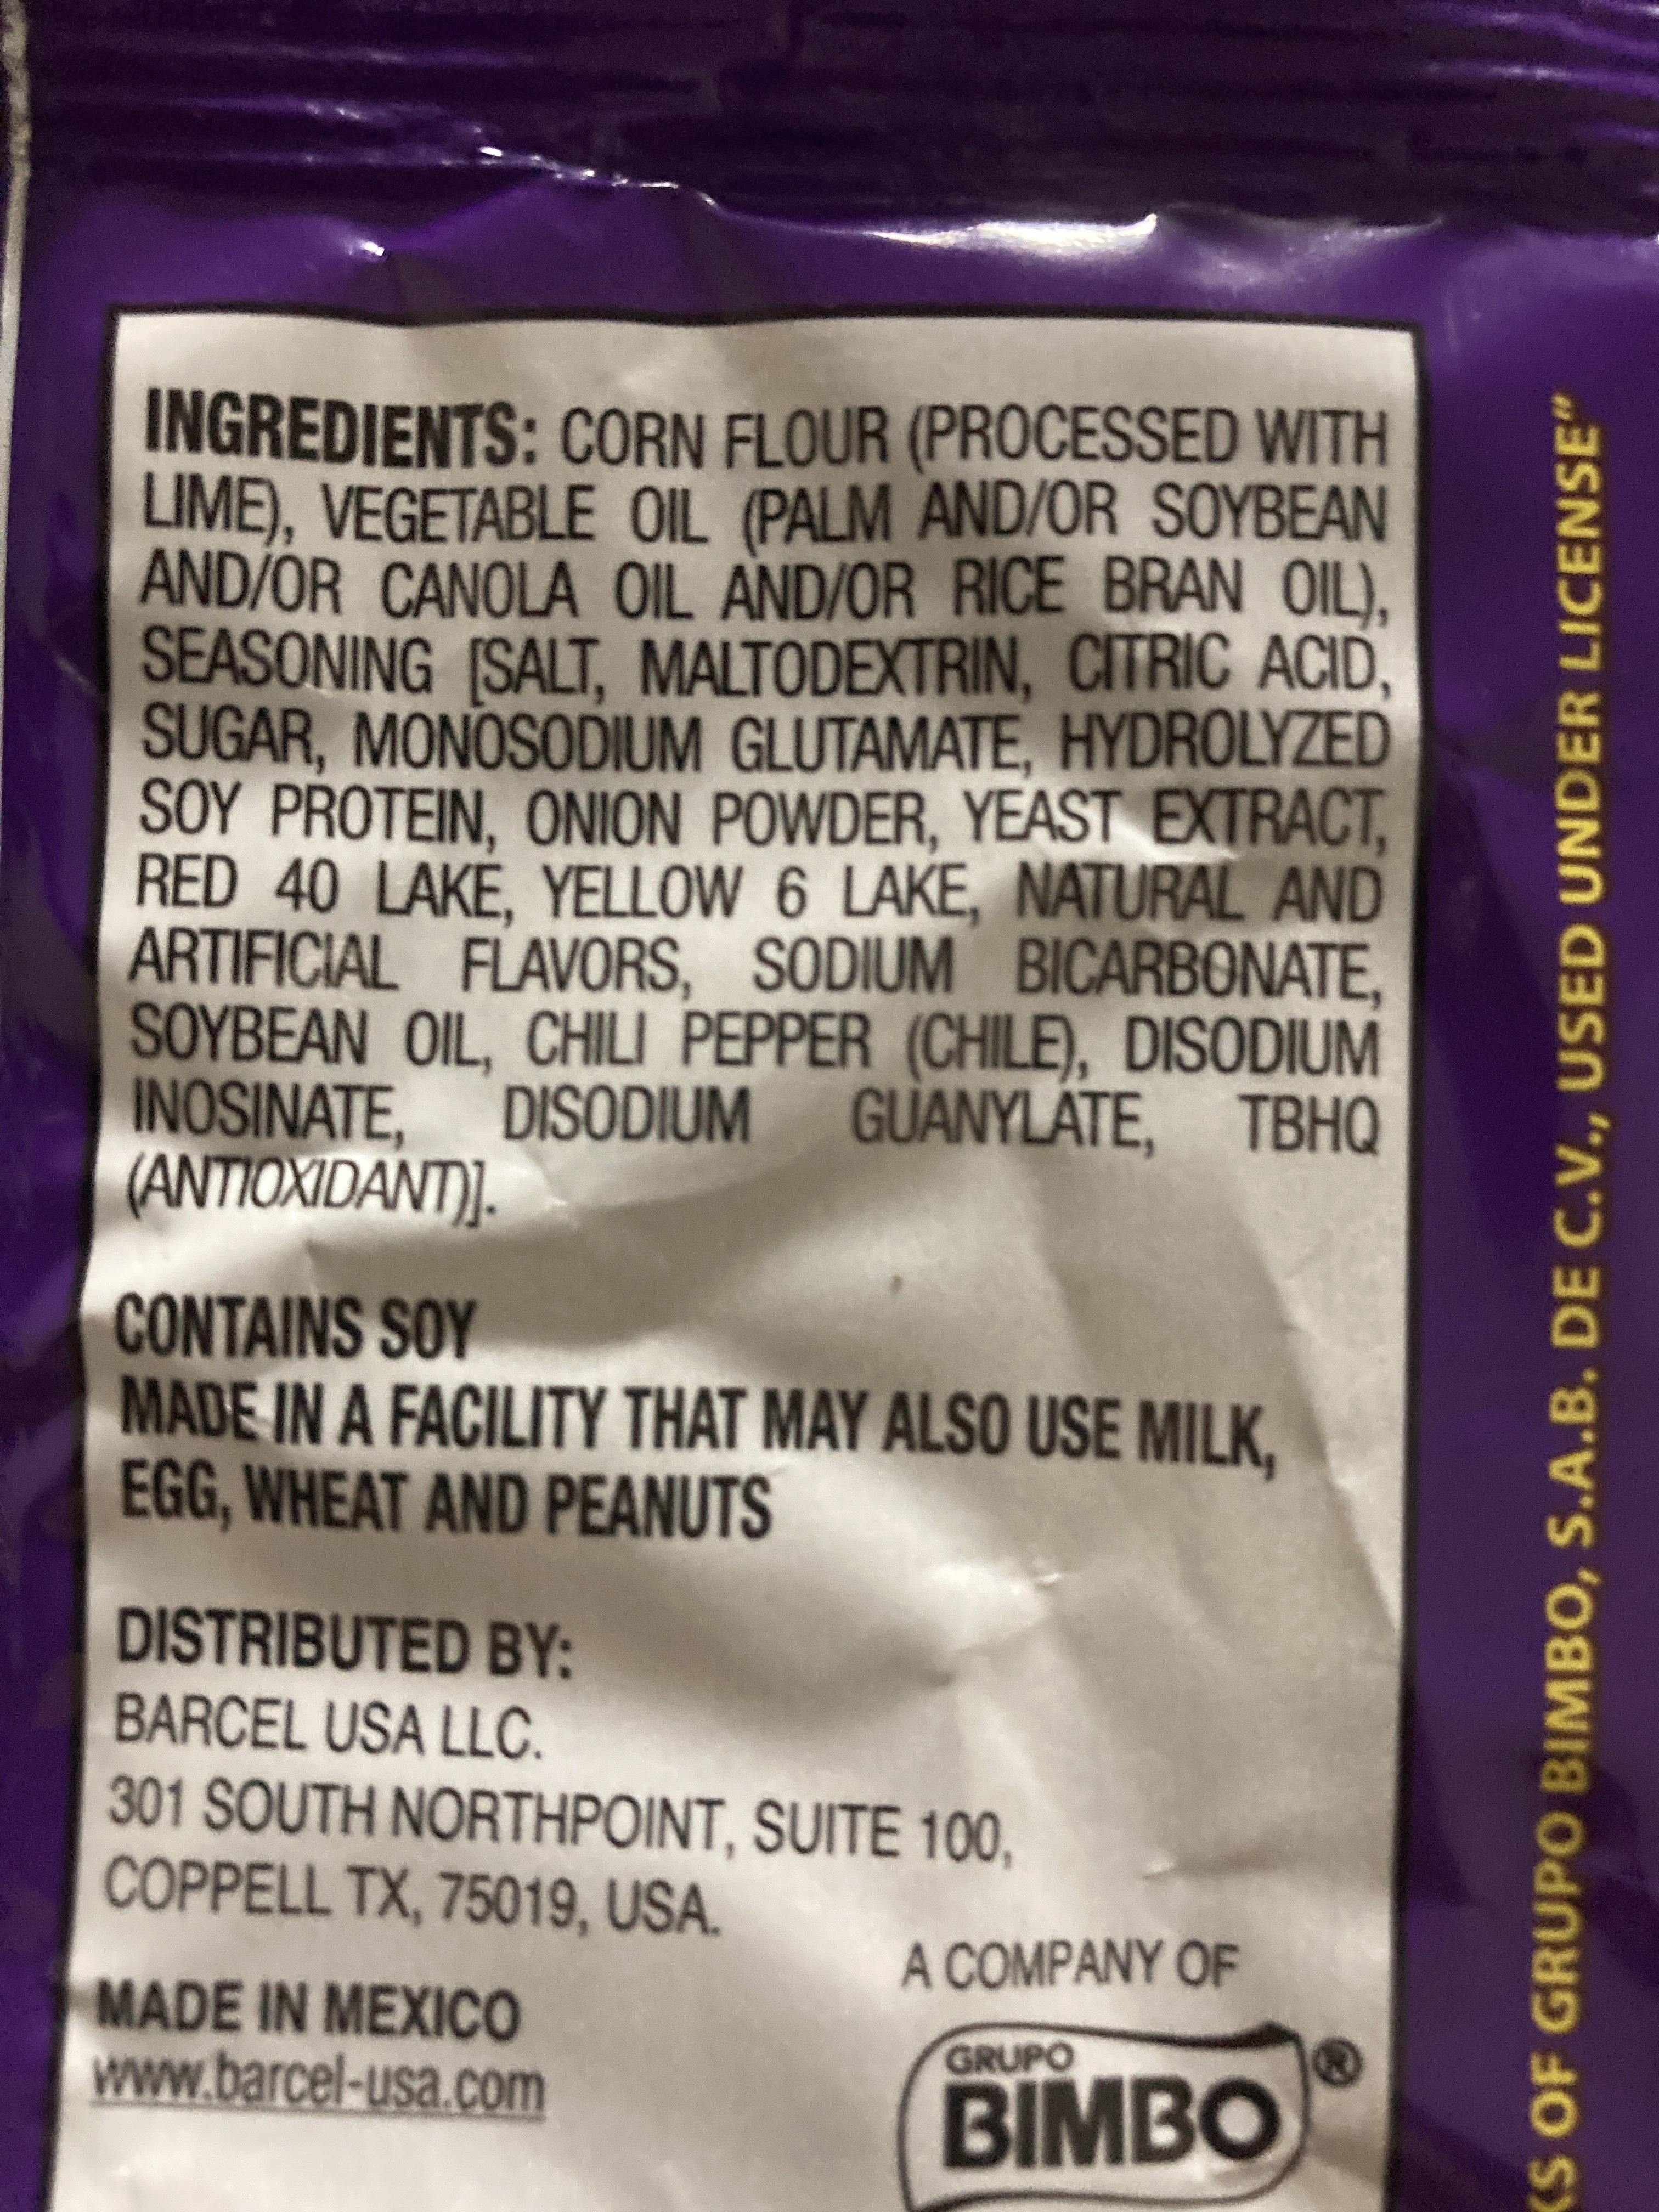 INGREDIENTS: CORN FLOUR (PROCESSED WITH
LIME), VEGETABLE OIL (PALM AND/OR SOYBEAN
AND/OR CANOLA OIL AND/OR RICE BRAN OIL),
SEASONING [SALT, MALTODEXTRIN, CITRIC ACID,
SUGAR, MONOSODIUM GLUTAMATE, HYDROLYZED
SOY PROTEIN, ONION POWDER, YEAST EXTRACT,
RED 40 LAKE, YELLOW 6 LAKE, NATURAL AND
ARTIFICIAL FLAVORS, SODIUM BICARBONATE,
SOYBEAN OIL, CHILI PEPPER (CHILE), DISODIUM
INOSINATE, DISODIUM GUANYLATE, TBHQ
(ANTIOXIDANT)].
CONTAINS SOY
MADE IN A FACILITY THAT MAY ALSO USE MILK,
EGG, WHEAT AND PEANUTS
DISTRIBUTED BY:
BARCEL USA LLC.
301 SOUTH NORTHPOINT, SUITE 100,
COPPELL TX, 75019, USA.
MADE IN MEXICO
www.barcel-usa.com
A COMPANY OF
GRUPO
BIMBO®
OF GRUPO BIMBO, S.A.B. DE C.V., USED UNDER LICENSE"